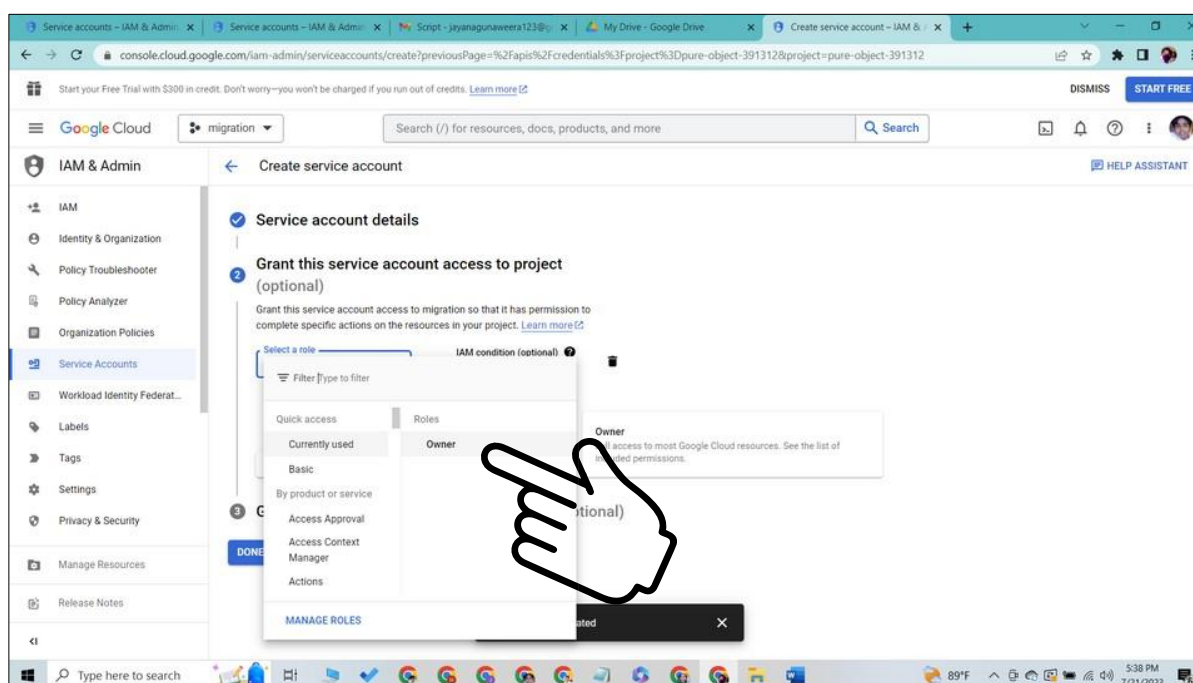 Service accounts – IAM & Admin
Service accounts – IAM & Admi
Script - jayanagunaweera123@g
My Drive - Google Drive
Create service account – IAM &
console.cloud.google.com/iam-admin/serviceaccounts/create?previousPage=%2Fapis%2Fcredentials%3Fproject%3Dpure-object-391312&project=pure-object-391312
Start your Free Trial with $300 in credit. Don't worry—you won't be charged if you run out of credits. Learn more
DISMISS
START FREE
Google Cloud
migration
Search (/) for resources, docs, products, and more
Search
IAM & Admin
Create service account
HELP ASSISTANT
IAM
Identity & Organization
Policy Troubleshooter
Policy Analyzer
Organization Policies
Service Accounts
Workload Identity Federat...
Labels
Tags
Settings
Privacy & Security
Manage Resources
Release Notes
Service account details
2
Grant this service account access to project
(optional)
Grant this service account access to migration so that it has permission to
complete specific actions on the resources in your project. Learn more
Select a role
IAM condition (optional)
Filter Type to filter
Quick access
Currently used
Basic
By product or service
Access Approval
Access Context
Manager
Actions
MANAGE ROLES
Roles
Owner
Owner
access to most Google Cloud resources. See the list of
permissions.
3
G
DONE
Type here to search
89°F
5:38 PM
7/21/2023